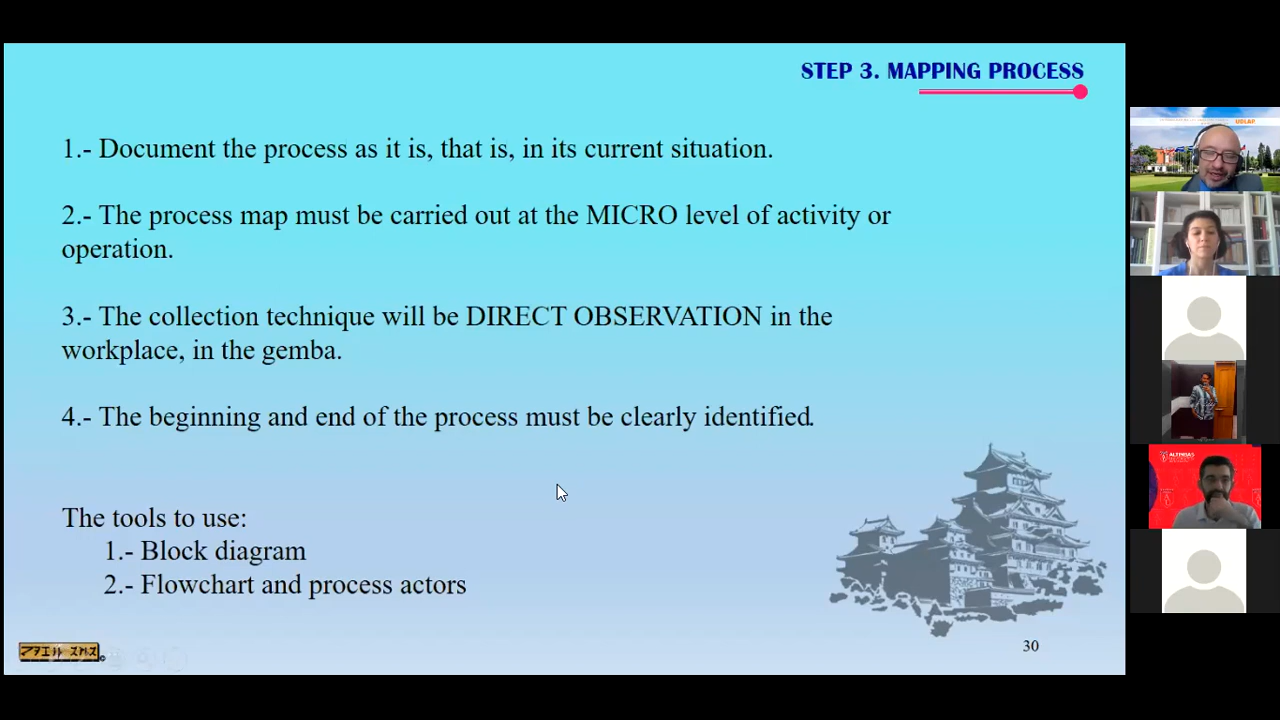 STEP 3. MAPPING PROCESS
1.- Document the process as it is, that is, in its current situation.
2.- The process map must be carried out at the MICRO level of activity or
operation.
3.- The collection technique will be DIRECT OBSERVATION in the
workplace, in the gemba.
4.- The beginning and end of the process must be clearly identified.
The tools to use:
1.- Block diagram
2.- Flowchart and process actors
30
UDLAP